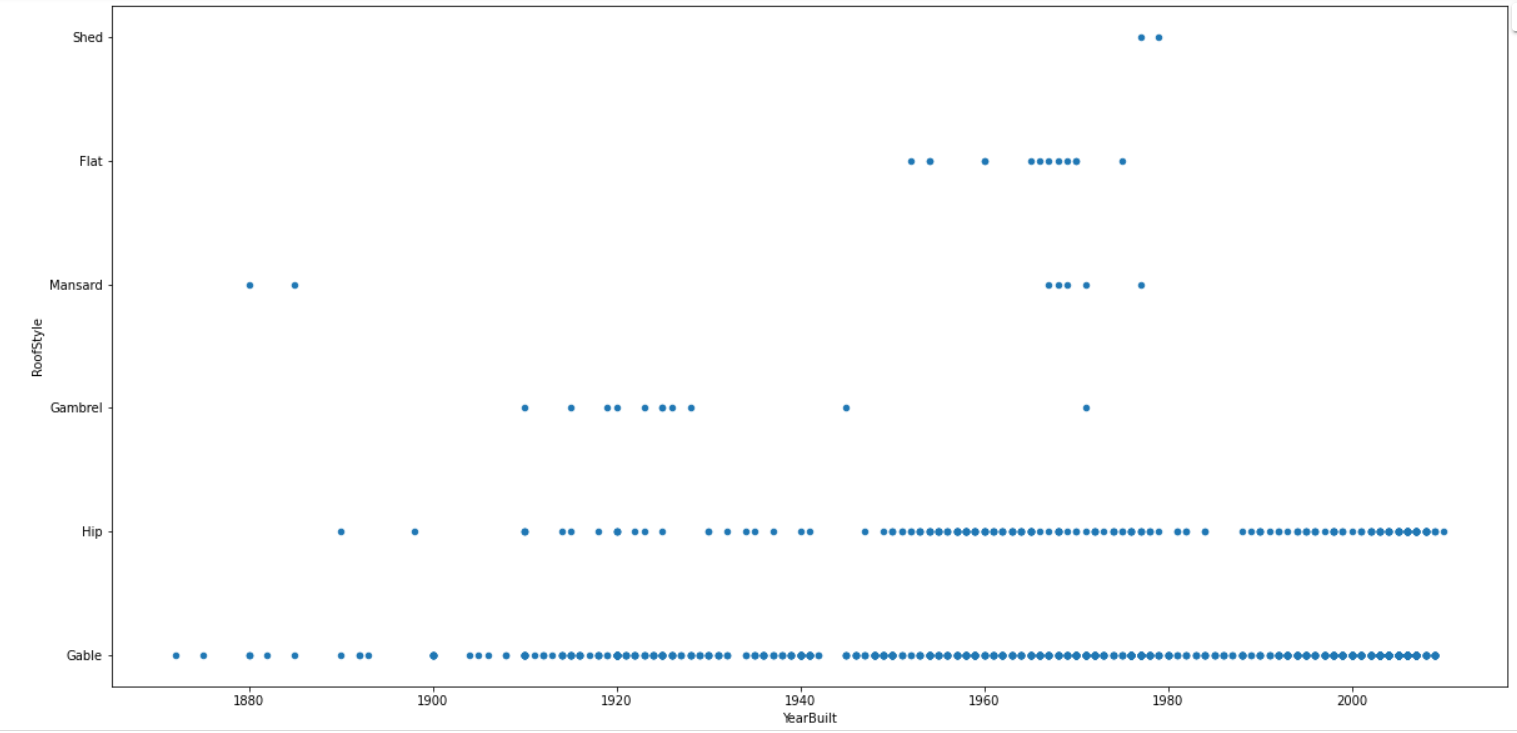 Shed
Flat
Mansard
Gambrel
Hip
Gable
RoofStyle
1880 1900 1920 1940 1960 1980 2000
YearBuilt